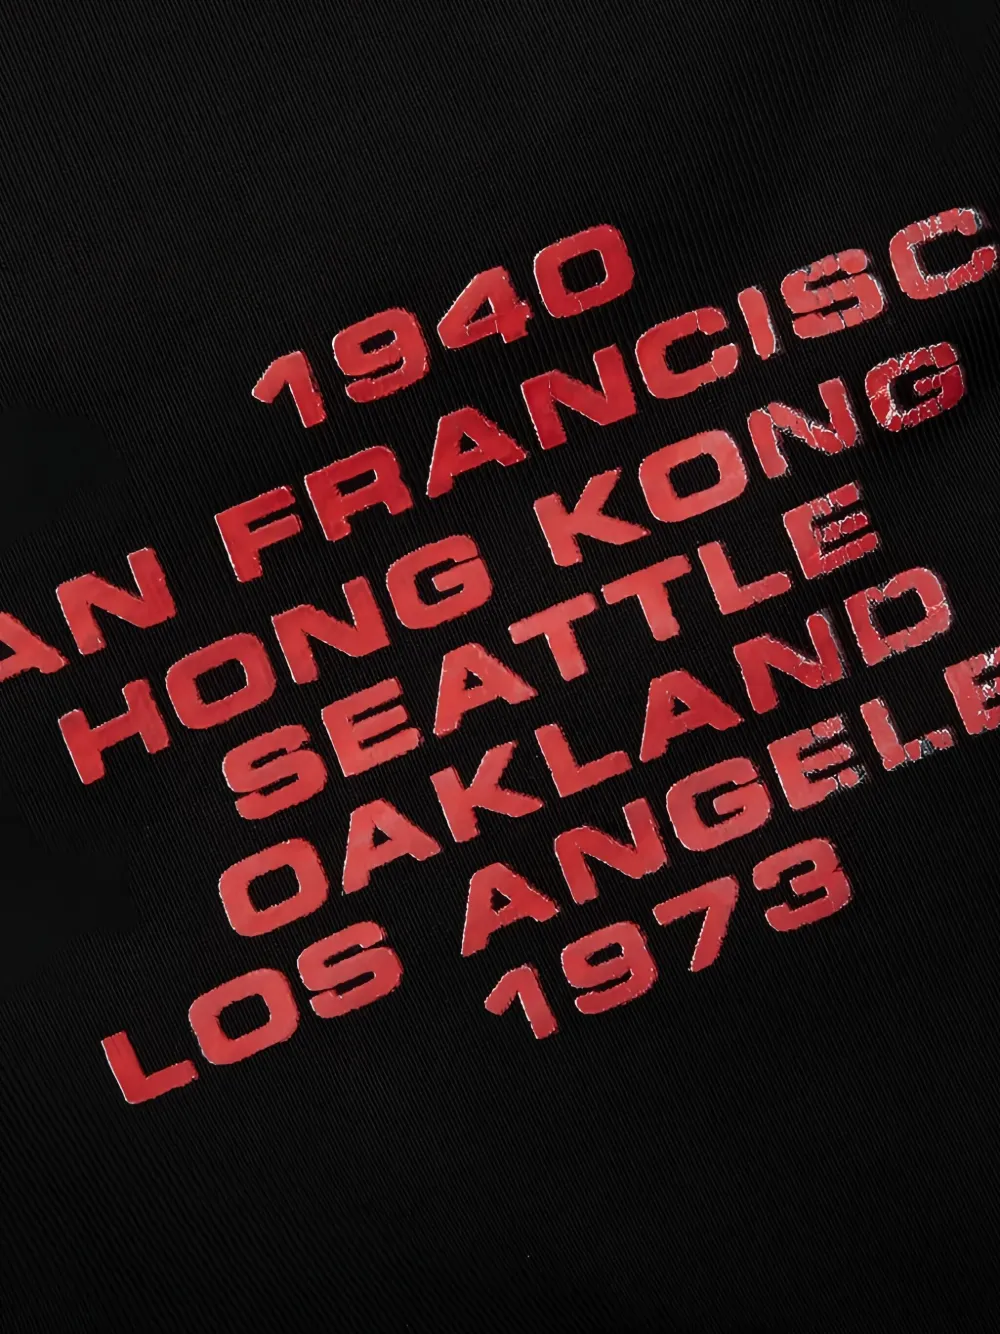 1940
AN FRANCISC
HONG KONG
SEATTLE
OAKLAND
LOS ANGELE
1973